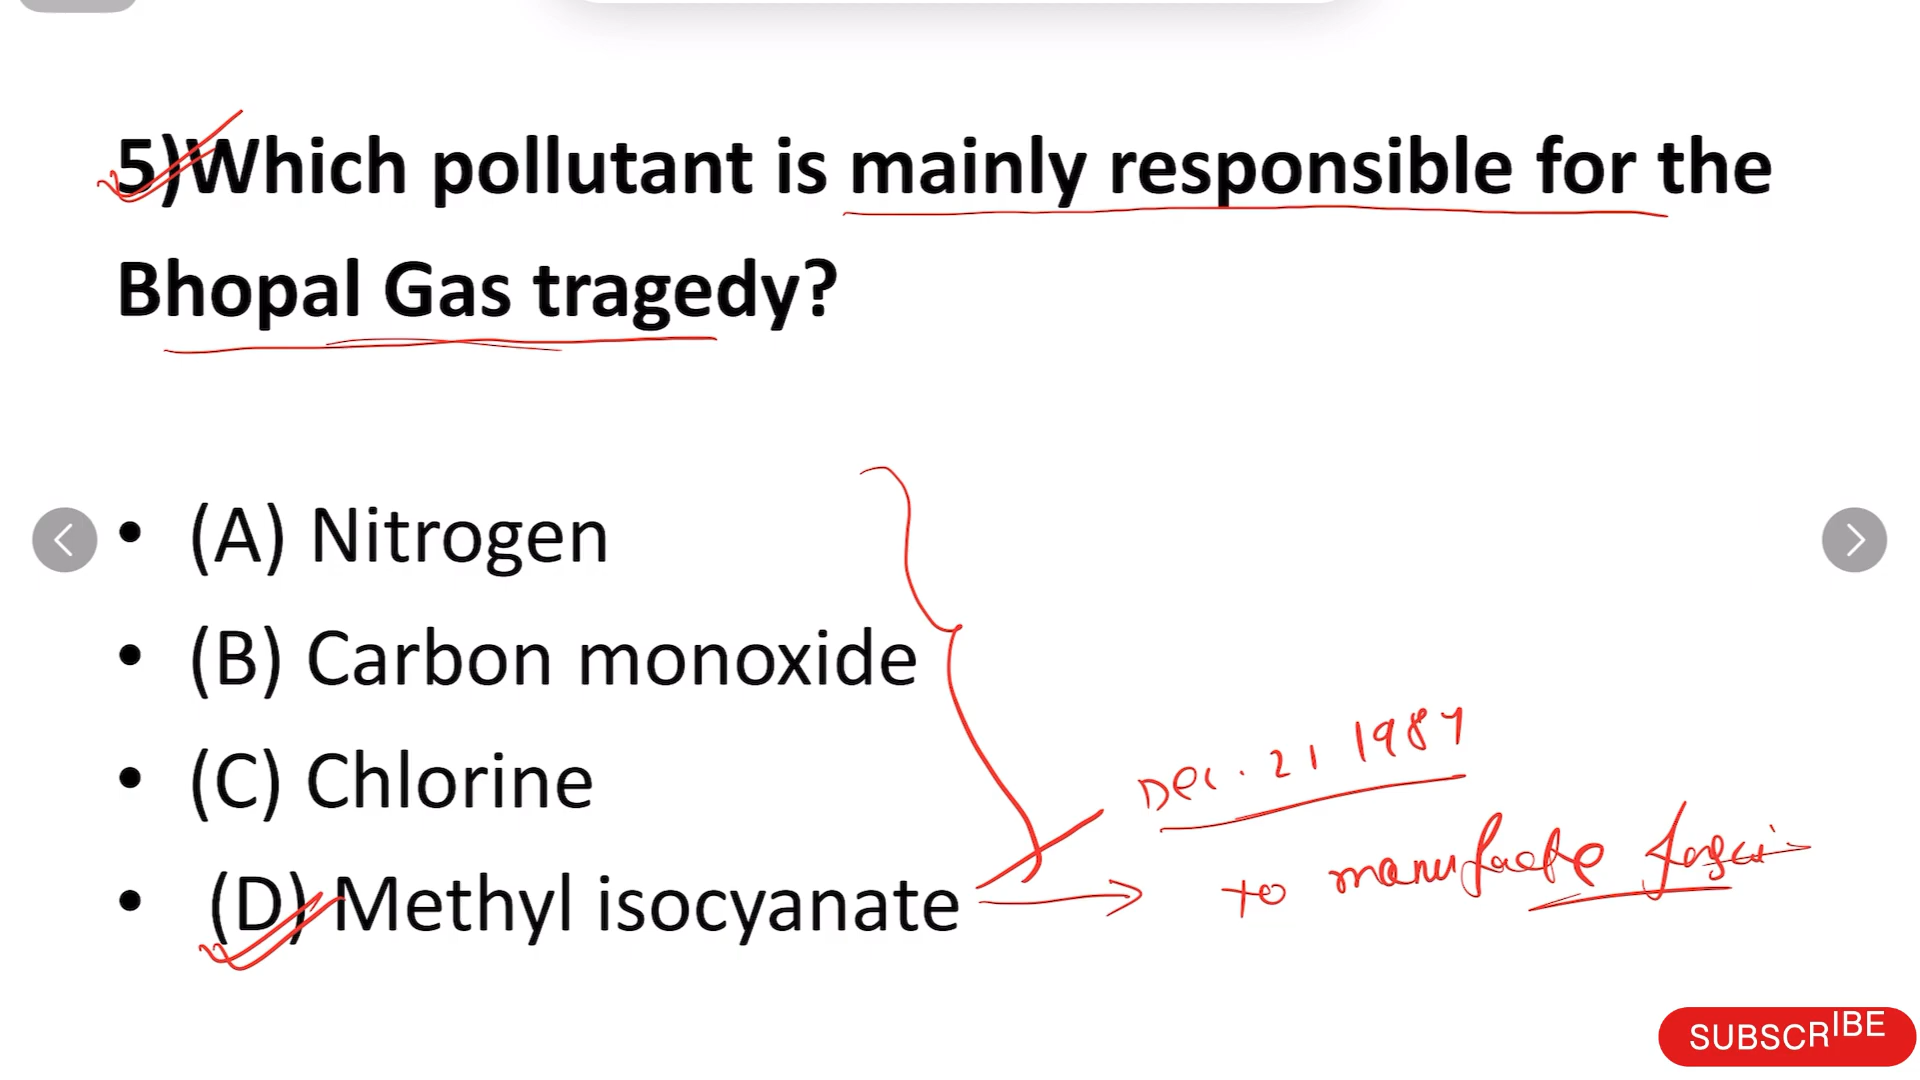 5)Which pollutant is mainly responsible for the
Bhopal Gas tragedy?
• (A) Nitrogen
• (B) Carbon monoxide
• (C) Chlorine
Dec. 2, 1984
• (D) Methyl isocyanate
to
SUBSCRIBE